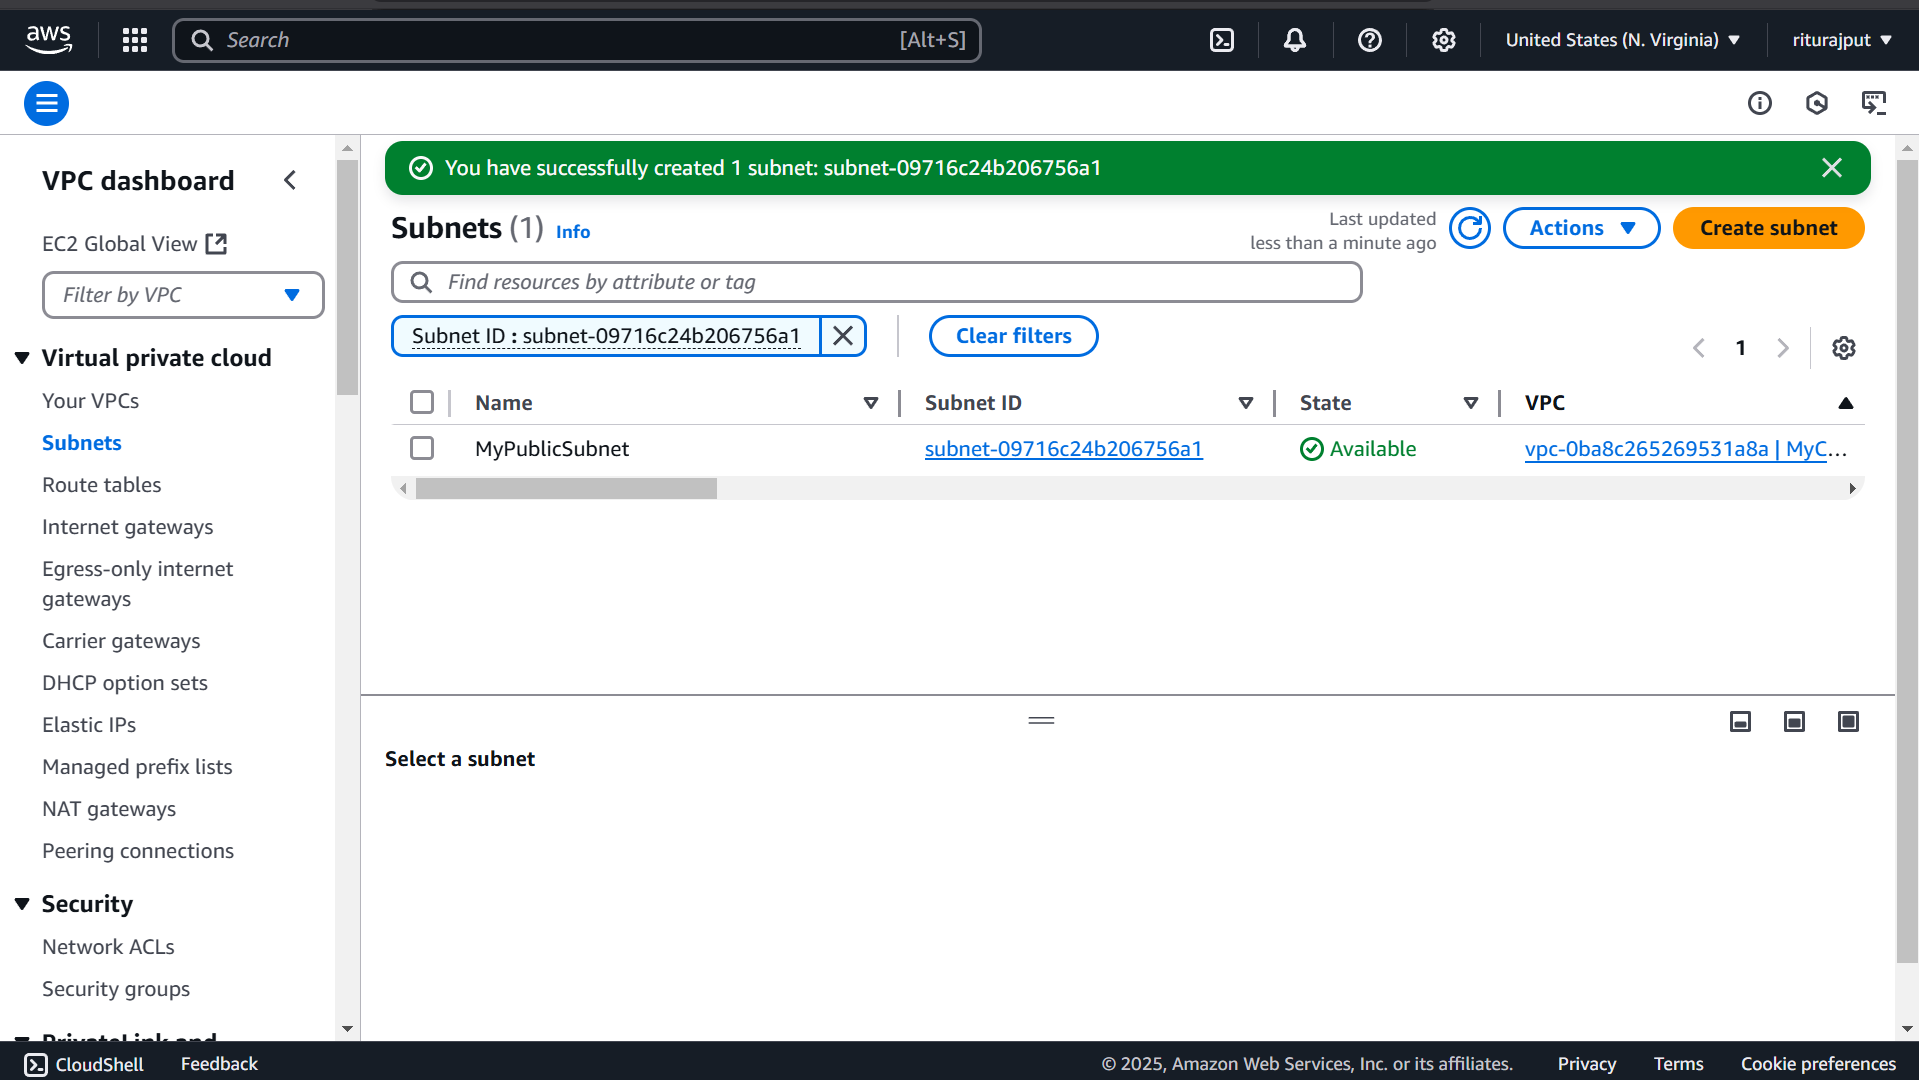 aws
Search [Alt+S]
United States (N. Virginia)
riturajput
VPC dashboard
EC2 Global View
Filter by VPC
Virtual private cloud
Your VPCs
Subnets
Route tables
Internet gateways
Egress-only internet
gateways
Carrier gateways
DHCP option sets
Elastic IPs
Managed prefix lists
NAT gateways
Peering connections
Security
Network ACLs
Security groups
PrivateLink and
You have successfully created 1 subnet: subnet-09716c24b206756a1
Subnets (1) Info
Last updated
less than a minute ago
Actions
Create subnet
Find resources by attribute or tag
Subnet ID : subnet-09716c24b206756a1
Clear filters
1
Name Subnet ID State VPC
MyPublicSubnet subnet-09716c24b206756a1 Available vpc-0ba8c265269531a8a | MyC...
Select a subnet
CloudShell Feedback © 2025, Amazon Web Services, Inc. or its affiliates. Privacy Terms Cookie preferences